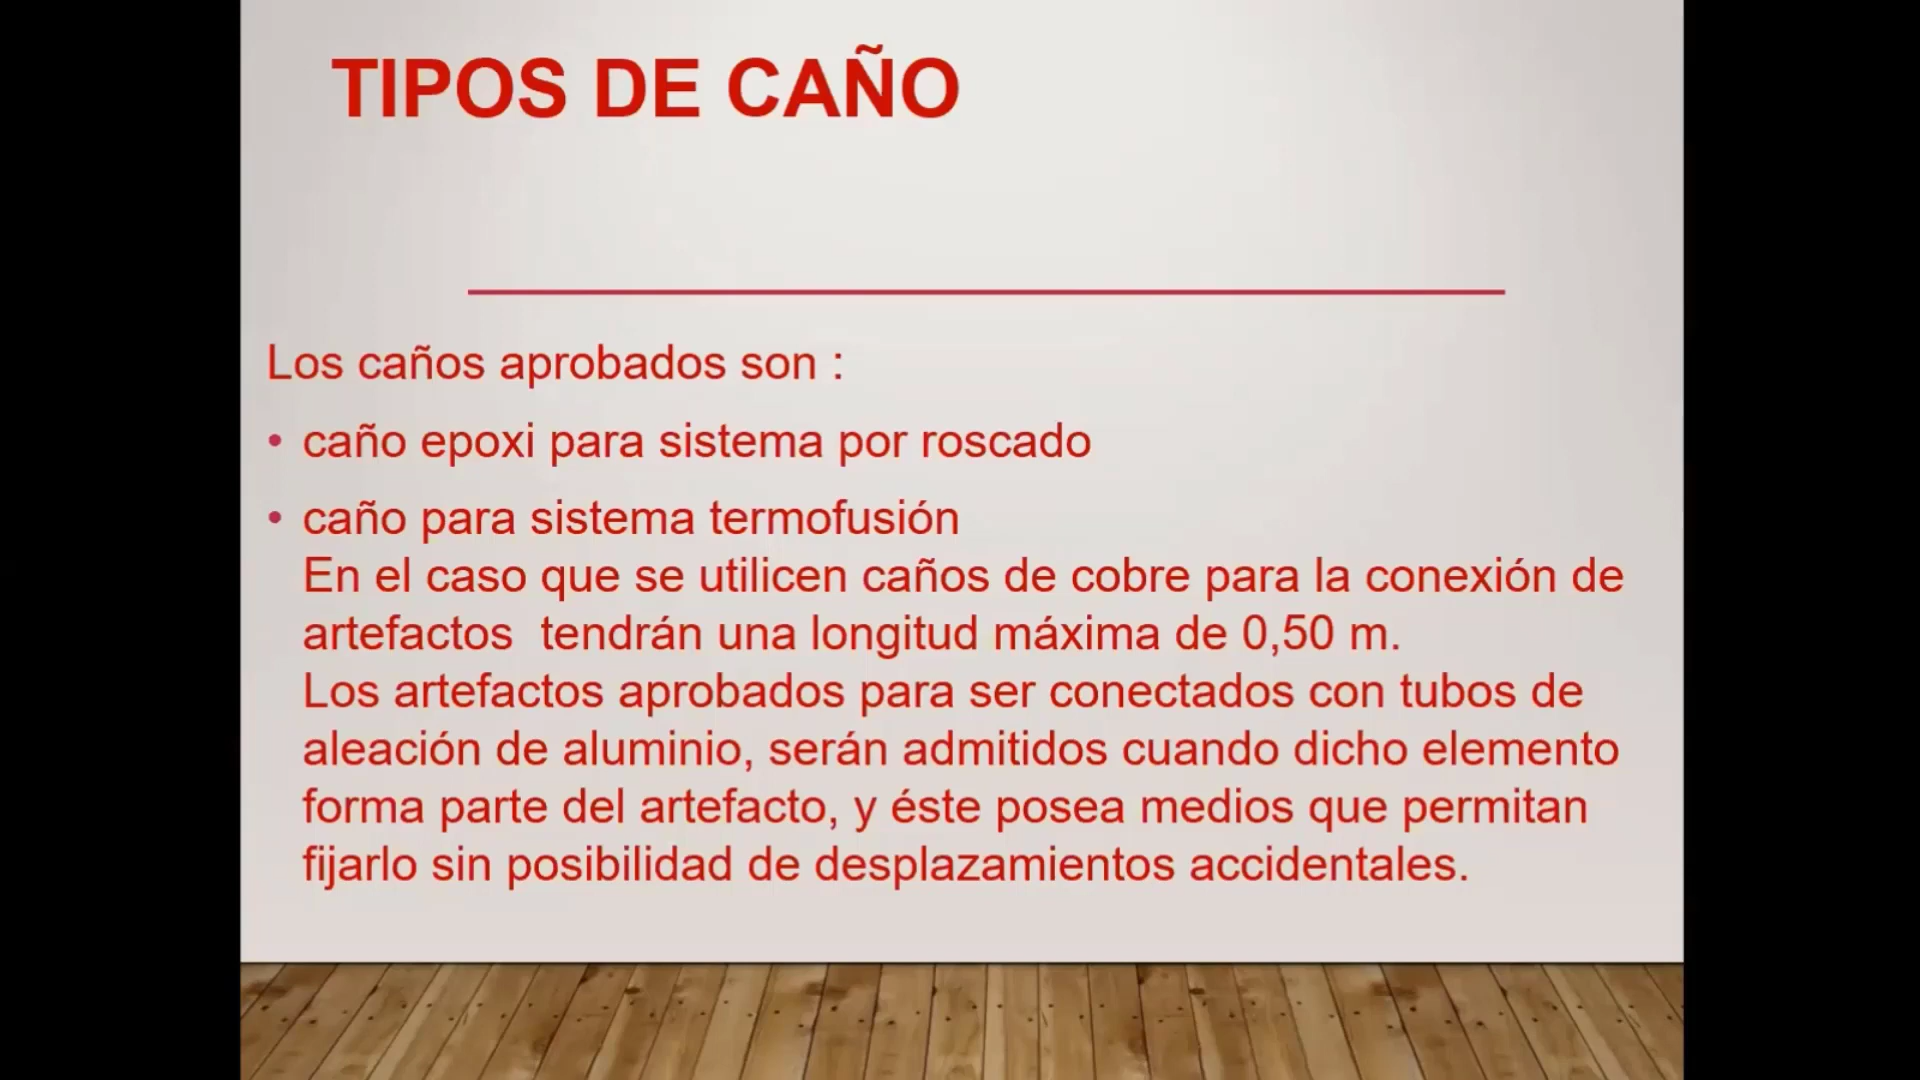 TIPOS DE CAÑO
Los caños aprobados son :
• caño epoxi para sistema por roscado
• caño para sistema termofusión
En el caso que se utilicen caños de cobre para la conexión de
artefactos  tendrán una longitud máxima de 0,50 m.
Los artefactos aprobados para ser conectados con tubos de
aleación de aluminio, serán admitidos cuando dicho elemento
forma parte del artefacto, y éste posea medios que permitan
fijarlo sin posibilidad de desplazamientos accidentales.